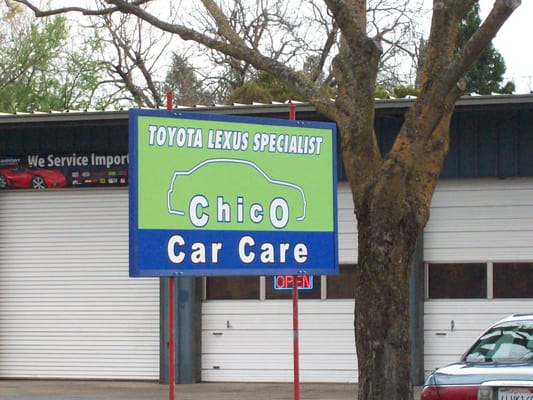 We Service Import
TOYOTA LEXUS SPECIALIST
ChicO
Car Care
OPEN